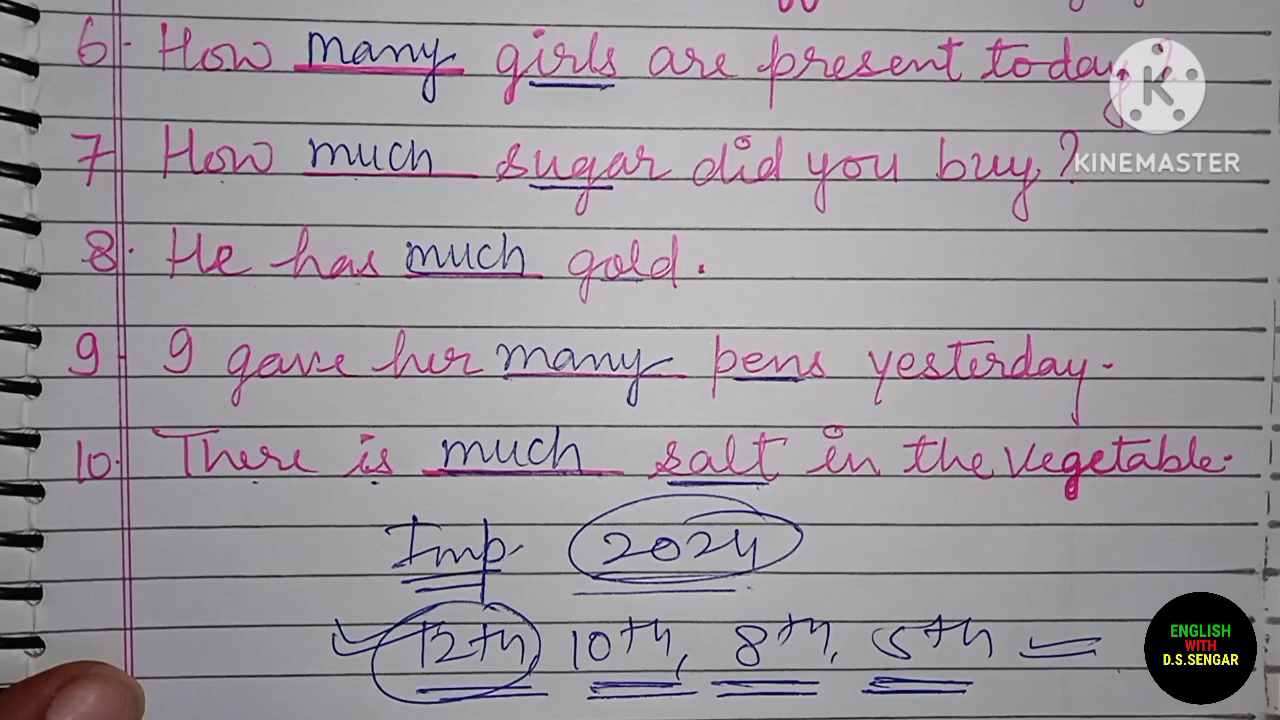 6. How many girls are present today?
K
KINEMASTER
7. How much sugar did you buy?
8. He has much gold.
9. I gave her many pens yesterday.
10. There is much salt in the vegetable.
Imp. 2024
12th 10th, 8th, 5th
ENGLISH
WITH
D.S.SENGAR